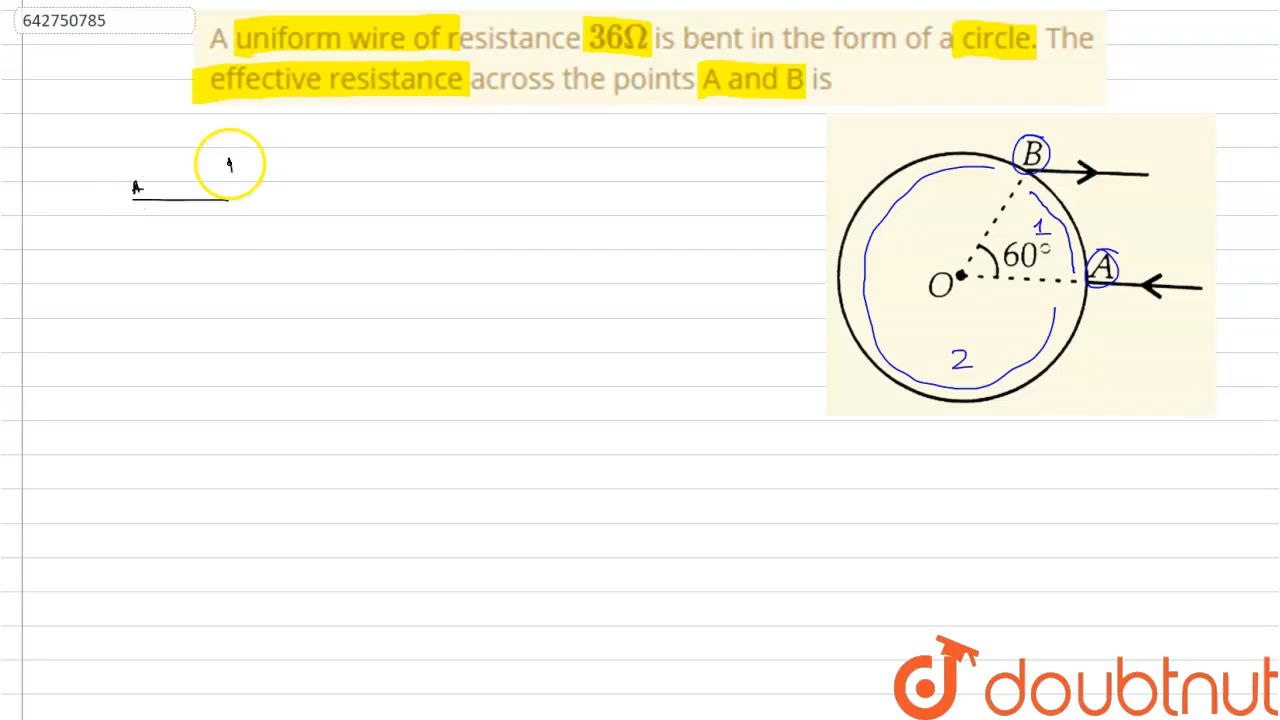 642750785
A uniform wire of resistance 36Ω is bent in the form of a circle. The
effective resistance across the points A and B is
A
B
1
60°
A
O
2
doubtnut